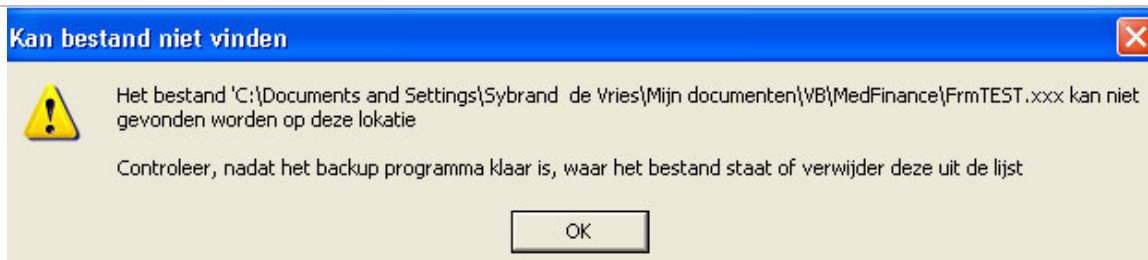 Kan bestand niet vinden
Het bestand 'C:\Documents and Settings\Sybrand  de Vries\Mijn documenten\VB\MedFinance\FrmTEST.xxx kan niet
gevonden worden op deze lokatie
Controleer, nadat het backup programma klaar is, waar het bestand staat of verwijder deze uit de lijst
OK